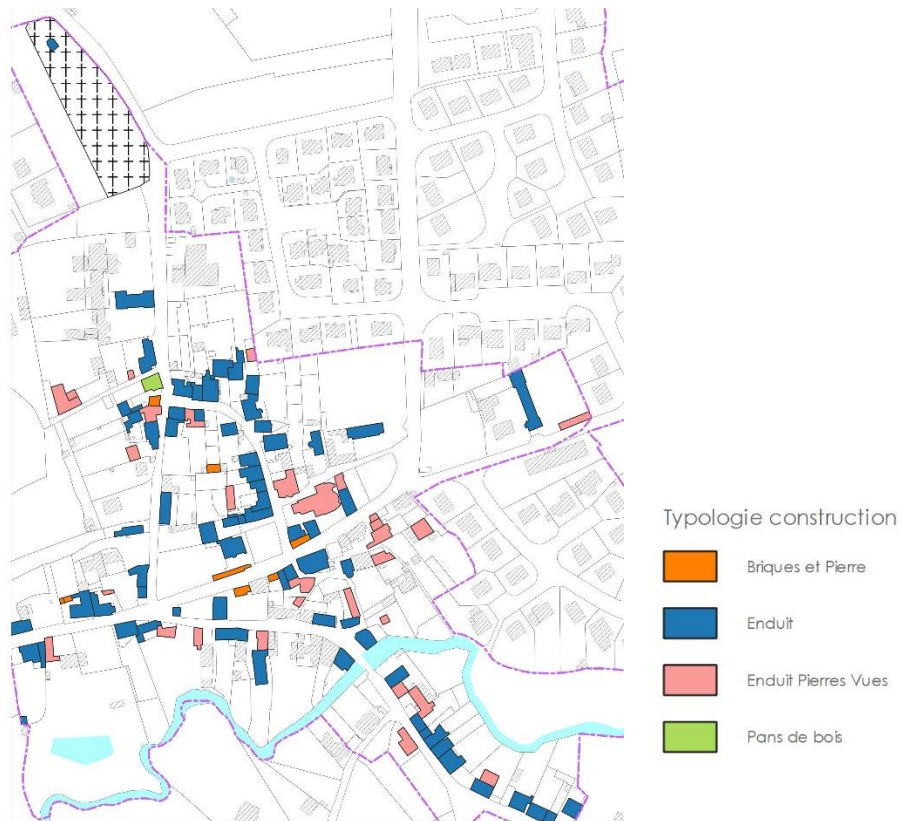 Typologie construction
Briques et Pierre
Enduit
Enduit Pierres Vues
Pans de bois